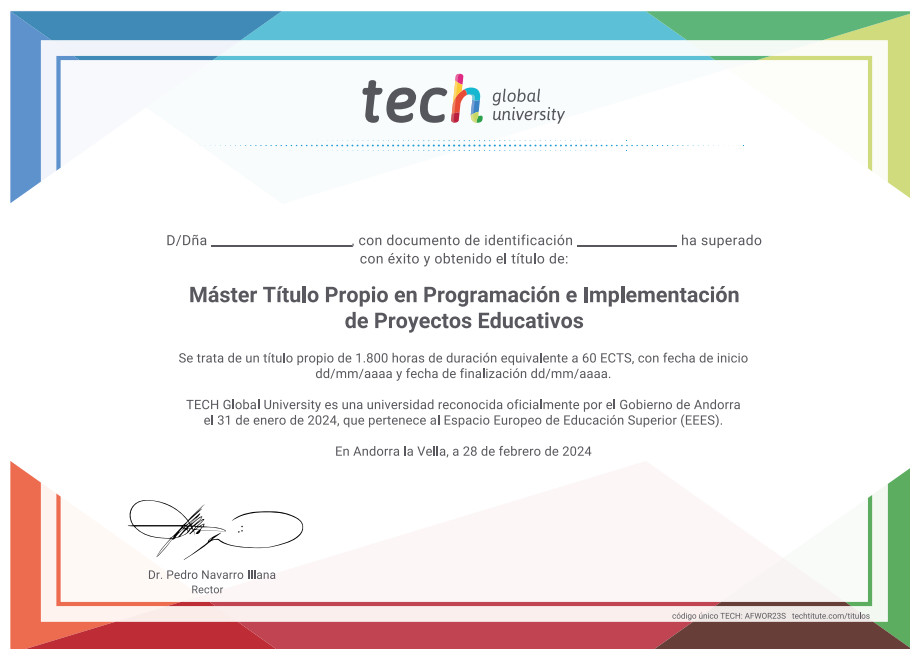 tech global university
D/Dña ______________, con documento de identificación __________ ha superado
con éxito y obtenido el título de:
Máster Título Propio en Programación e Implementación
de Proyectos Educativos
Se trata de un título propio de 1.800 horas de duración equivalente a 60 ECTS, con fecha de inicio
dd/mm/aaaa y fecha de finalización dd/mm/aaaa.
TECH Global University es una universidad reconocida oficialmente por el Gobierno de Andorra
el 31 de enero de 2024, que pertenece al Espacio Europeo de Educación Superior (EEES).
En Andorra la Vella, a 28 de febrero de 2024
Dr. Pedro Navarro Illana
Rector
código único TECH: AFWOR23S techtitute.com/titulos